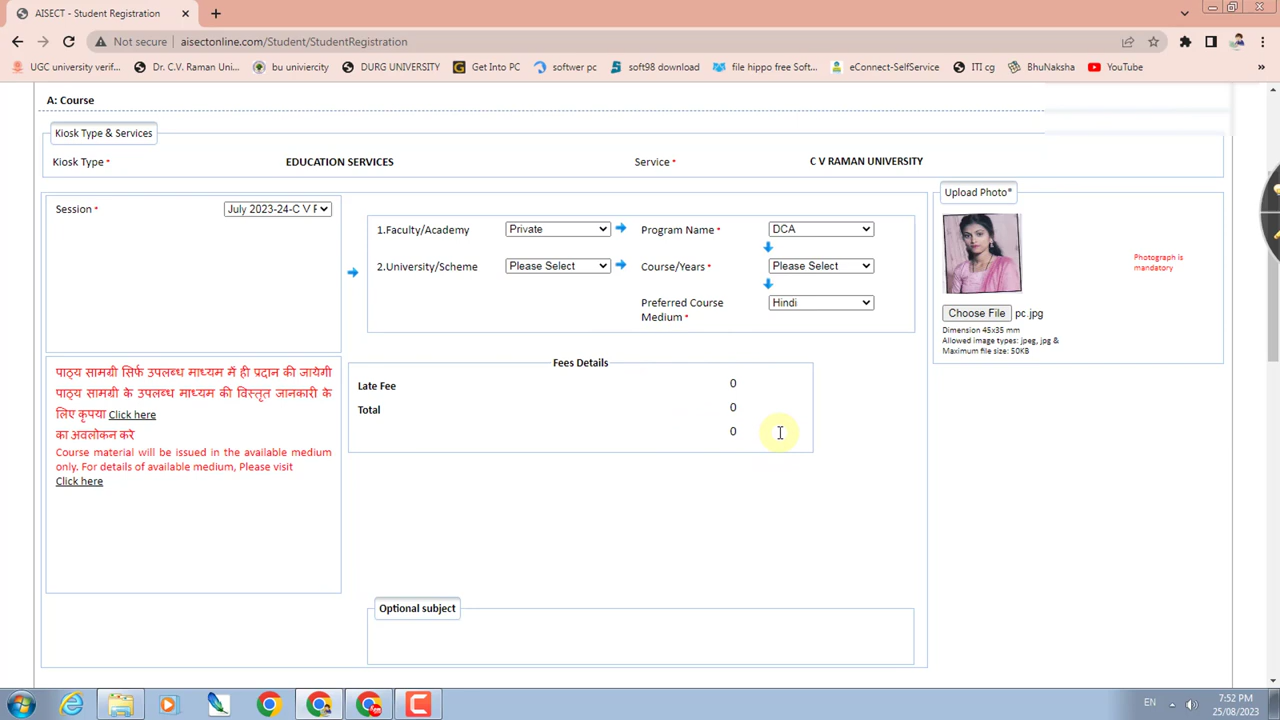 AISECT - Student Registration
Not secure aisectonline.com/Student/StudentRegistration
UGC university verif... Dr. C.V. Raman Uni... bu univiercity DURG UNIVERSITY Get Into PC softwer pc soft98 download file hippo free Soft... eConnect-SelfService ITI cg BhuNaksha YouTube »
A: Course
Kiosk Type & Services
Kiosk Type * EDUCATION SERVICES Service * C V RAMAN UNIVERSITY
Upload Photo*
Session * July 2023-24-C V F
1.Faculty/Academy Private Program Name * DCA
2.University/Scheme Please Select Course/Years * Please Select
Preferred Course Medium * Hindi
Photograph is
mandatory
Choose File pc.jpg
Dimension 45x35 mm
Allowed image types: jpeg, jpg &
Maximum file size: 50KB
पाठ्य सामग्री सिर्फ उपलब्ध माध्यम में ही प्रदान की जायेगी
पाठ्य सामग्री के उपलब्ध माध्यम की विस्तृत जानकारी के
लिए कृपया Click here
का अवलोकन करे
Course material will be issued in the available medium
only. For details of available medium, Please visit
Click here
Fees Details
Late Fee 0
Total 0
0
Optional subject
EN 7:52 PM
25/08/2023